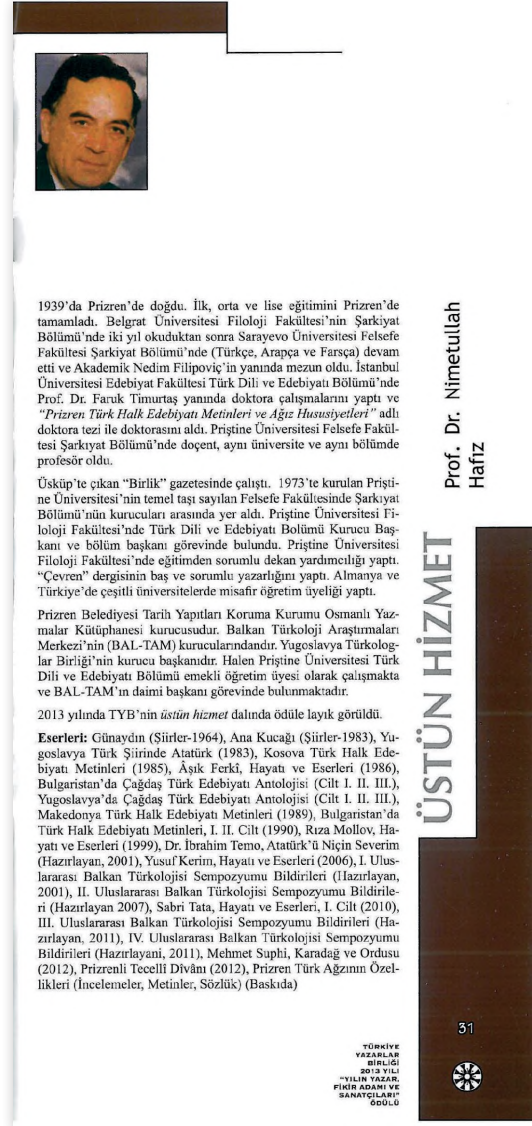 1939'da Prizren'de doğdu. İlk, orta ve lise eğitimini Prizren'de
tamamladı. Belgrat Üniversitesi Filoloji Fakültesi'nin Şarkiyat
Bölümü'nde iki yıl okuduktan sonra Sarayevo Üniversitesi Felsefe
Fakültesi Şarkiyat Bölümü'nde (Türkçe, Arapça ve Farsça) devam
etti ve Akademik Nedim Filipoviç'in yanında mezun oldu. İstanbul
Üniversitesi Edebiyat Fakültesi Türk Dili ve Edebiyatı Bölümü'nde
Prof. Dr. Faruk Timurtaş yanında doktora çalışmalarını yaptı ve
"Prizren Türk Halk Edebiyatı Metinleri ve Ağız Hususiyetleri" adlı
doktora tezi ile doktorasını aldı. Priştine Üniversitesi Felsefe Fakül-
tesi Şarkıyat Bölümü'nde doçent, aynı üniversite ve aynı bölümde
profesör oldu.
Üsküp'te çıkan "Birlik" gazetesinde çalıştı. 1973'te kurulan Prişti-
ne Üniversitesi'nin temel taşı sayılan Felsefe Fakültesinde Şarkıyat
Bölümü'nün kurucuları arasında yer aldı. Priştine Üniversitesi Fi-
loloji Fakültesi'nde Türk Dili ve Edebiyatı Bolümü Kurucu Baş-
kanı ve bölüm başkanı görevinde bulundu. Priştine Üniversitesi
Filoloji Fakültesi'nde eğitimden sorumlu dekan yardımcılığı yaptı.
"Çevren" dergisinin baş ve sorumlu yazarlığını yaptı. Almanya ve
Türkiye'de çeşitli üniversitelerde misafir öğretim üyeliği yaptı.
Prizren Belediyesi Tarih Yapıtları Koruma Kurumu Osmanlı Yaz-
malar Kütüphanesi kurucusudur. Balkan Türkoloji Araştırmaları
Merkezi'nin (BAL-TAM) kurucularındandır. Yugoslavya Türkolog-
lar Birliği'nin kurucu başkanıdır. Halen Priştine Üniversitesi Türk
Dili ve Edebiyatı Bölümü emekli öğretim üyesi olarak çalışmakta
ve BAL-TAM'ın daimi başkanı görevinde bulunmaktadır.
2013 yılında TYB'nin üstün hizmet dalında ödüle layık görüldü.
Eserleri: Günaydın (Şiirler-1964), Ana Kucağı (Şiirler-1983), Yu-
goslavya Türk Şiirinde Atatürk (1983), Kosova Türk Halk Ede-
biyatı Metinleri (1985), Âşık Ferkî, Hayatı ve Eserleri (1986),
Bulgaristan'da Çağdaş Türk Edebiyatı Antolojisi (Cilt I. II. III.),
Yugoslavya'da Çağdaş Türk Edebiyatı Antolojisi (Cilt I. II. III.),
Makedonya Türk Halk Edebiyatı Metinleri (1989), Bulgaristan'da
Türk Halk Edebiyatı Metinleri, I. II. Cilt (1990), Rıza Mollov, Ha-
yatı ve Eserleri (1999), Dr. İbrahim Temo, Atatürk'ü Niçin Severim
(Hazırlayan, 2001), Yusuf Kerim, Hayatı ve Eserleri (2006), I. Ulus-
lararası Balkan Türkolojisi Sempozyumu Bildirileri (Hazırlayan,
2001), II. Uluslararası Balkan Türkolojisi Sempozyumu Bildirile-
ri (Hazırlayan 2007), Sabri Tata, Hayatı ve Eserleri, I. Cilt (2010),
III. Uluslararası Balkan Türkolojisi Sempozyumu Bildirileri (Ha-
zırlayan, 2011), IV. Uluslararası Balkan Türkolojisi Sempozyumu
Bildirileri (Hazırlayani, 2011), Mehmet Suphi, Karadağ ve Ordusu
(2012), Prizrenli Tecelli Dîvânı (2012), Prizren Türk Ağzının Özel-
likleri (İncelemeler, Metinler, Sözlük) (Baskıda)
Prof. Dr. Nimetullah
Hafız
ÜSTÜN HİZMET
31
TÜRKİYE
YAZARLAR
BİRLİĞİ
2013 YILI
"YILIN YAZAR,
FİKİR ADAMI VE
SANATÇILARI"
ÖDÜLÜ